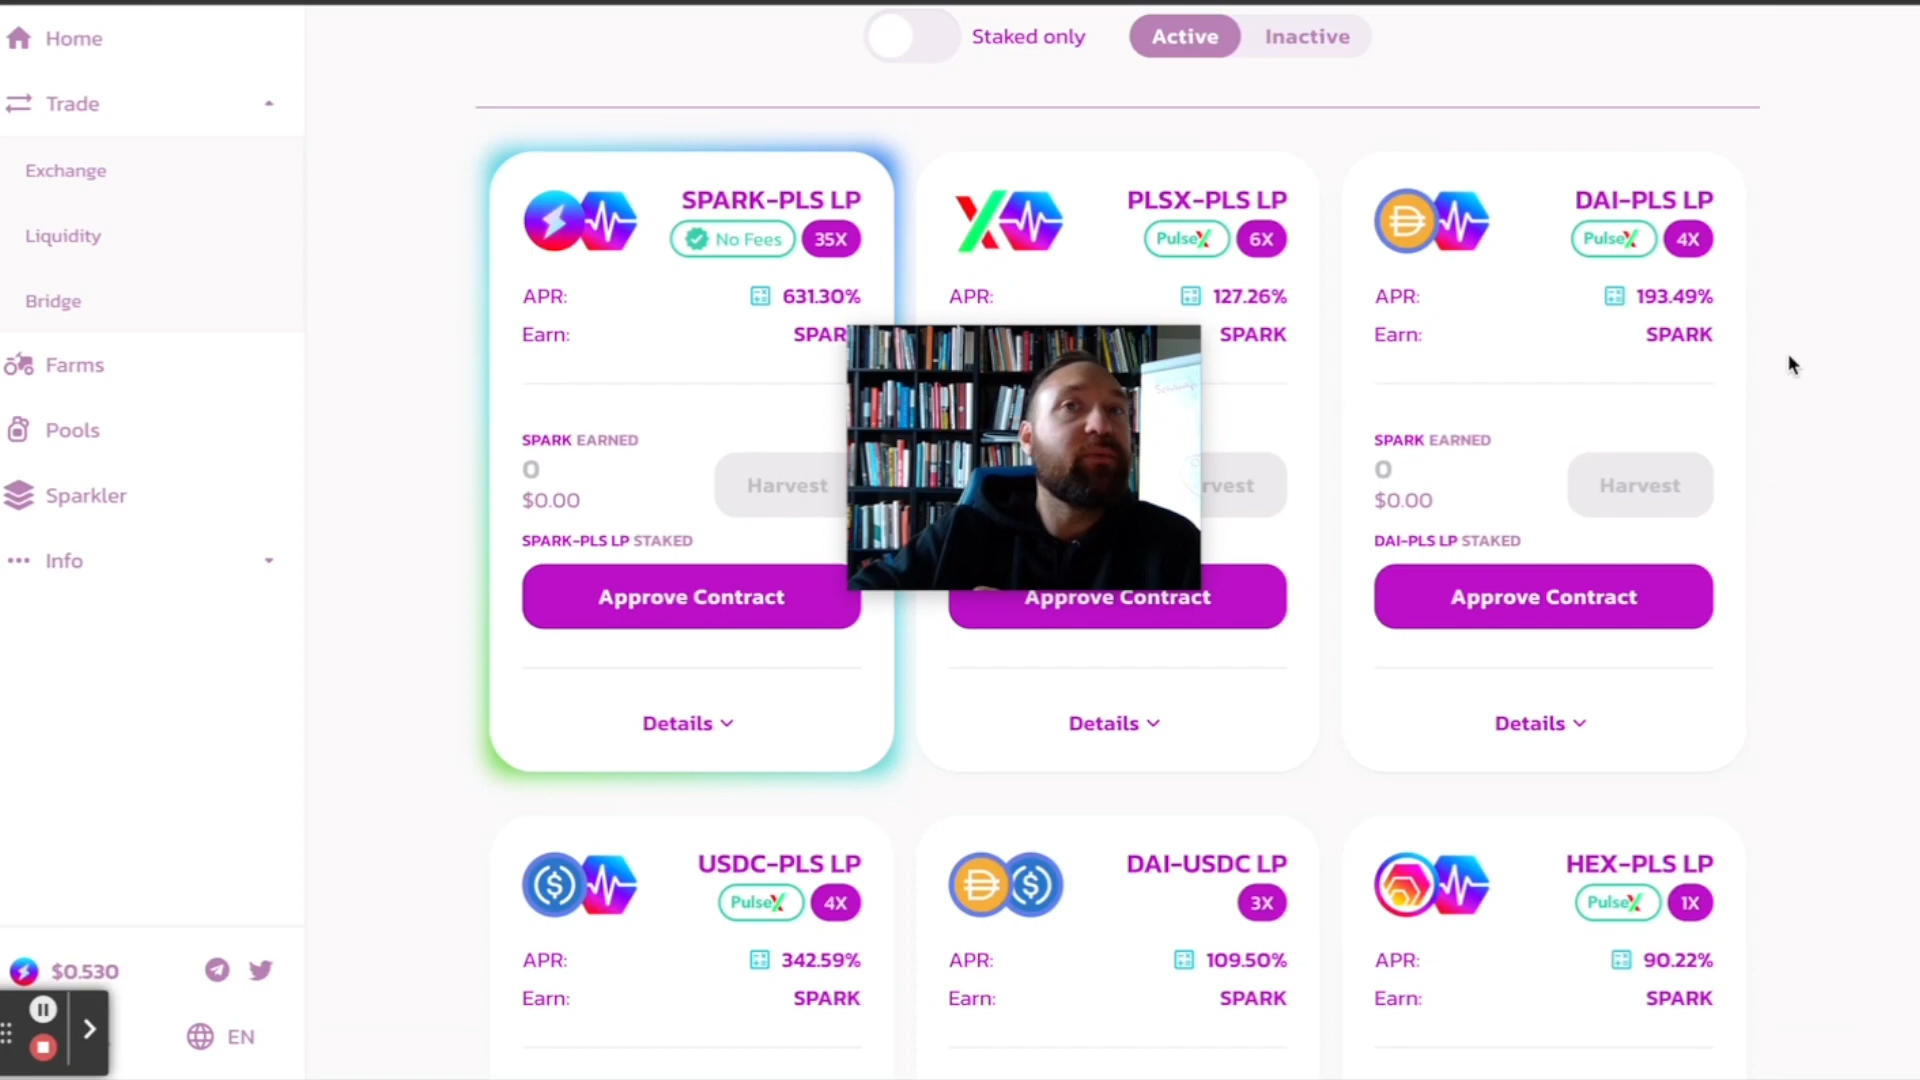 Home
Staked only
Active
Inactive
Trade
Exchange
Liquidity
Bridge
Farms
Pools
Sparkler
Info
SPARK-PLS LP
No Fees
35X
APR:
631.30%
Earn:
SPARK
SPARK EARNED
0
$0.00
Harvest
SPARK-PLS LP STAKED
Approve Contract
Details
PLSX-PLS LP
PulseX
6X
APR:
127.26%
SPARK
rvest
Approve Contract
Details
DAI-PLS LP
PulseX
4X
APR:
193.49%
Earn:
SPARK
SPARK EARNED
0
$0.00
Harvest
DAI-PLS LP STAKED
Approve Contract
Details
USDC-PLS LP
PulseX
4X
APR:
342.59%
Earn:
SPARK
DAI-USDC LP
3X
APR:
109.50%
Earn:
SPARK
HEX-PLS LP
PulseX
1X
APR:
90.22%
Earn:
SPARK
$0.530
EN